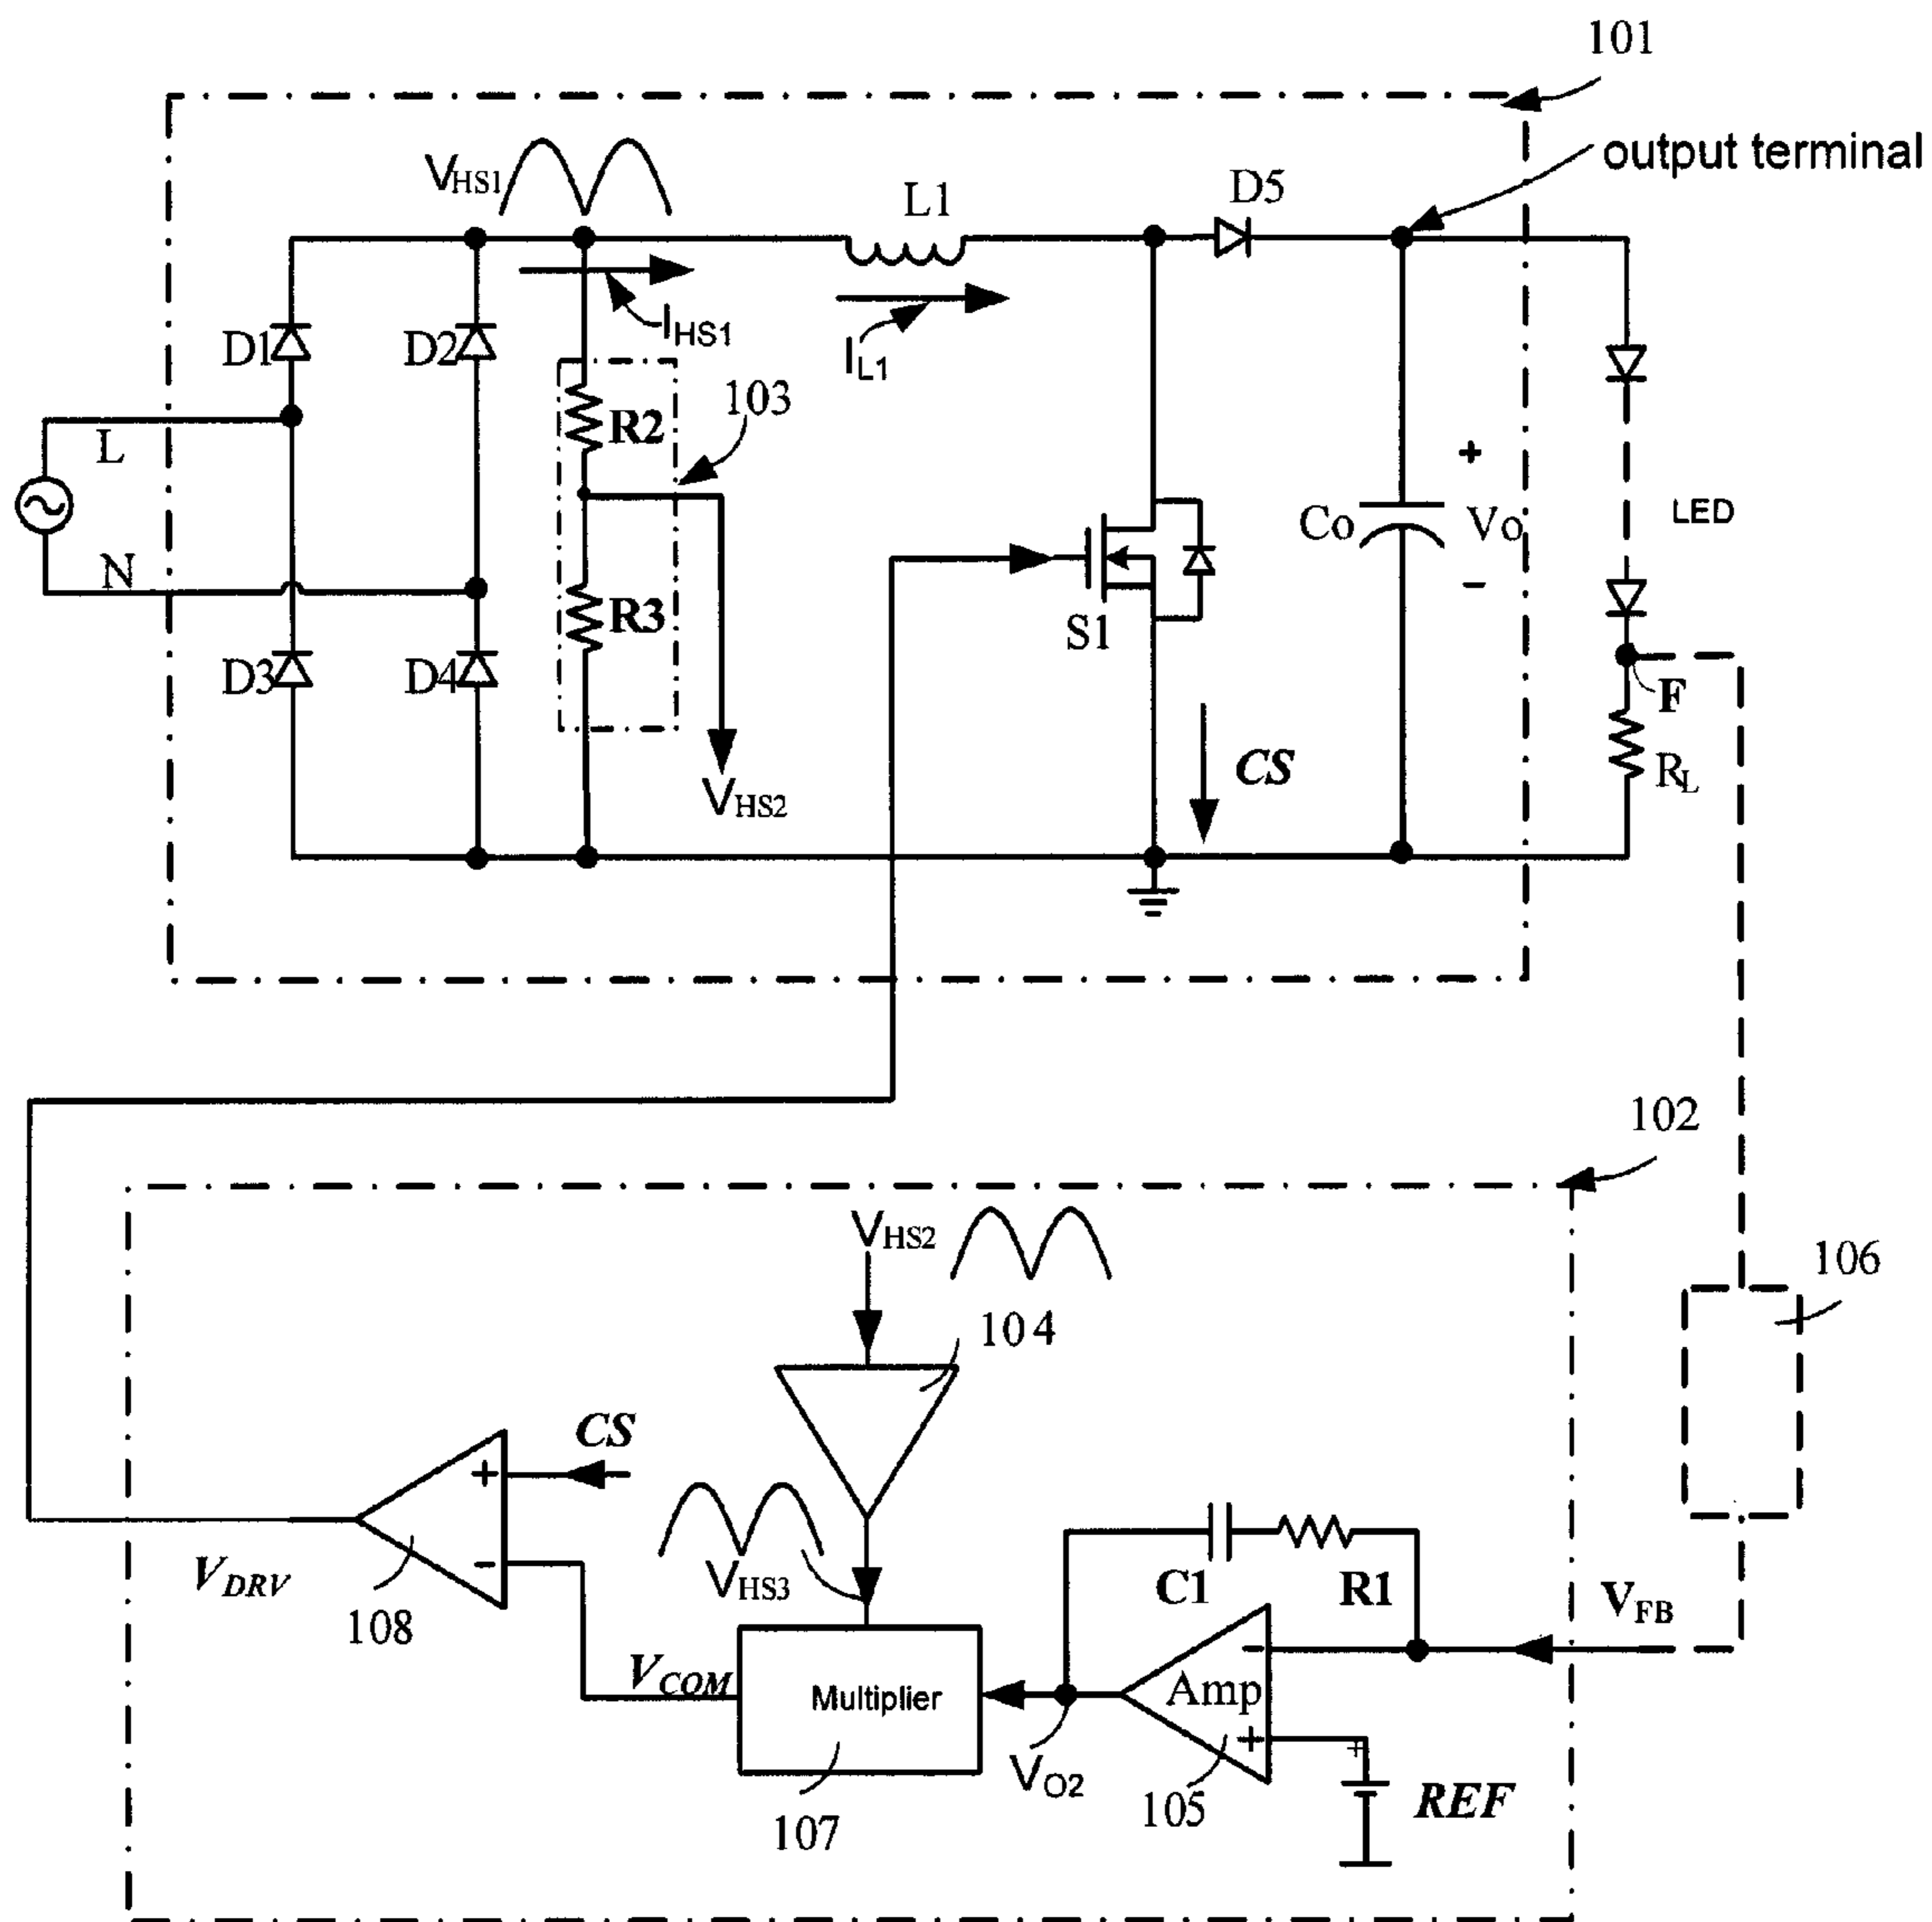 101
output terminal
VHS1
L1
D5
IHS1
IL1
D1
D2
103
R2
L
+
Co
Vo
LED
N
-
R3
S1
D3
D4
F
RL
CS
VHS2
102
VHS2
106
104
CS
+
VHS3
C1
R1
VFB
VDRV
-
108
-
VCOM
Multiplier
Amp
+
+
VO2
REF
105
107